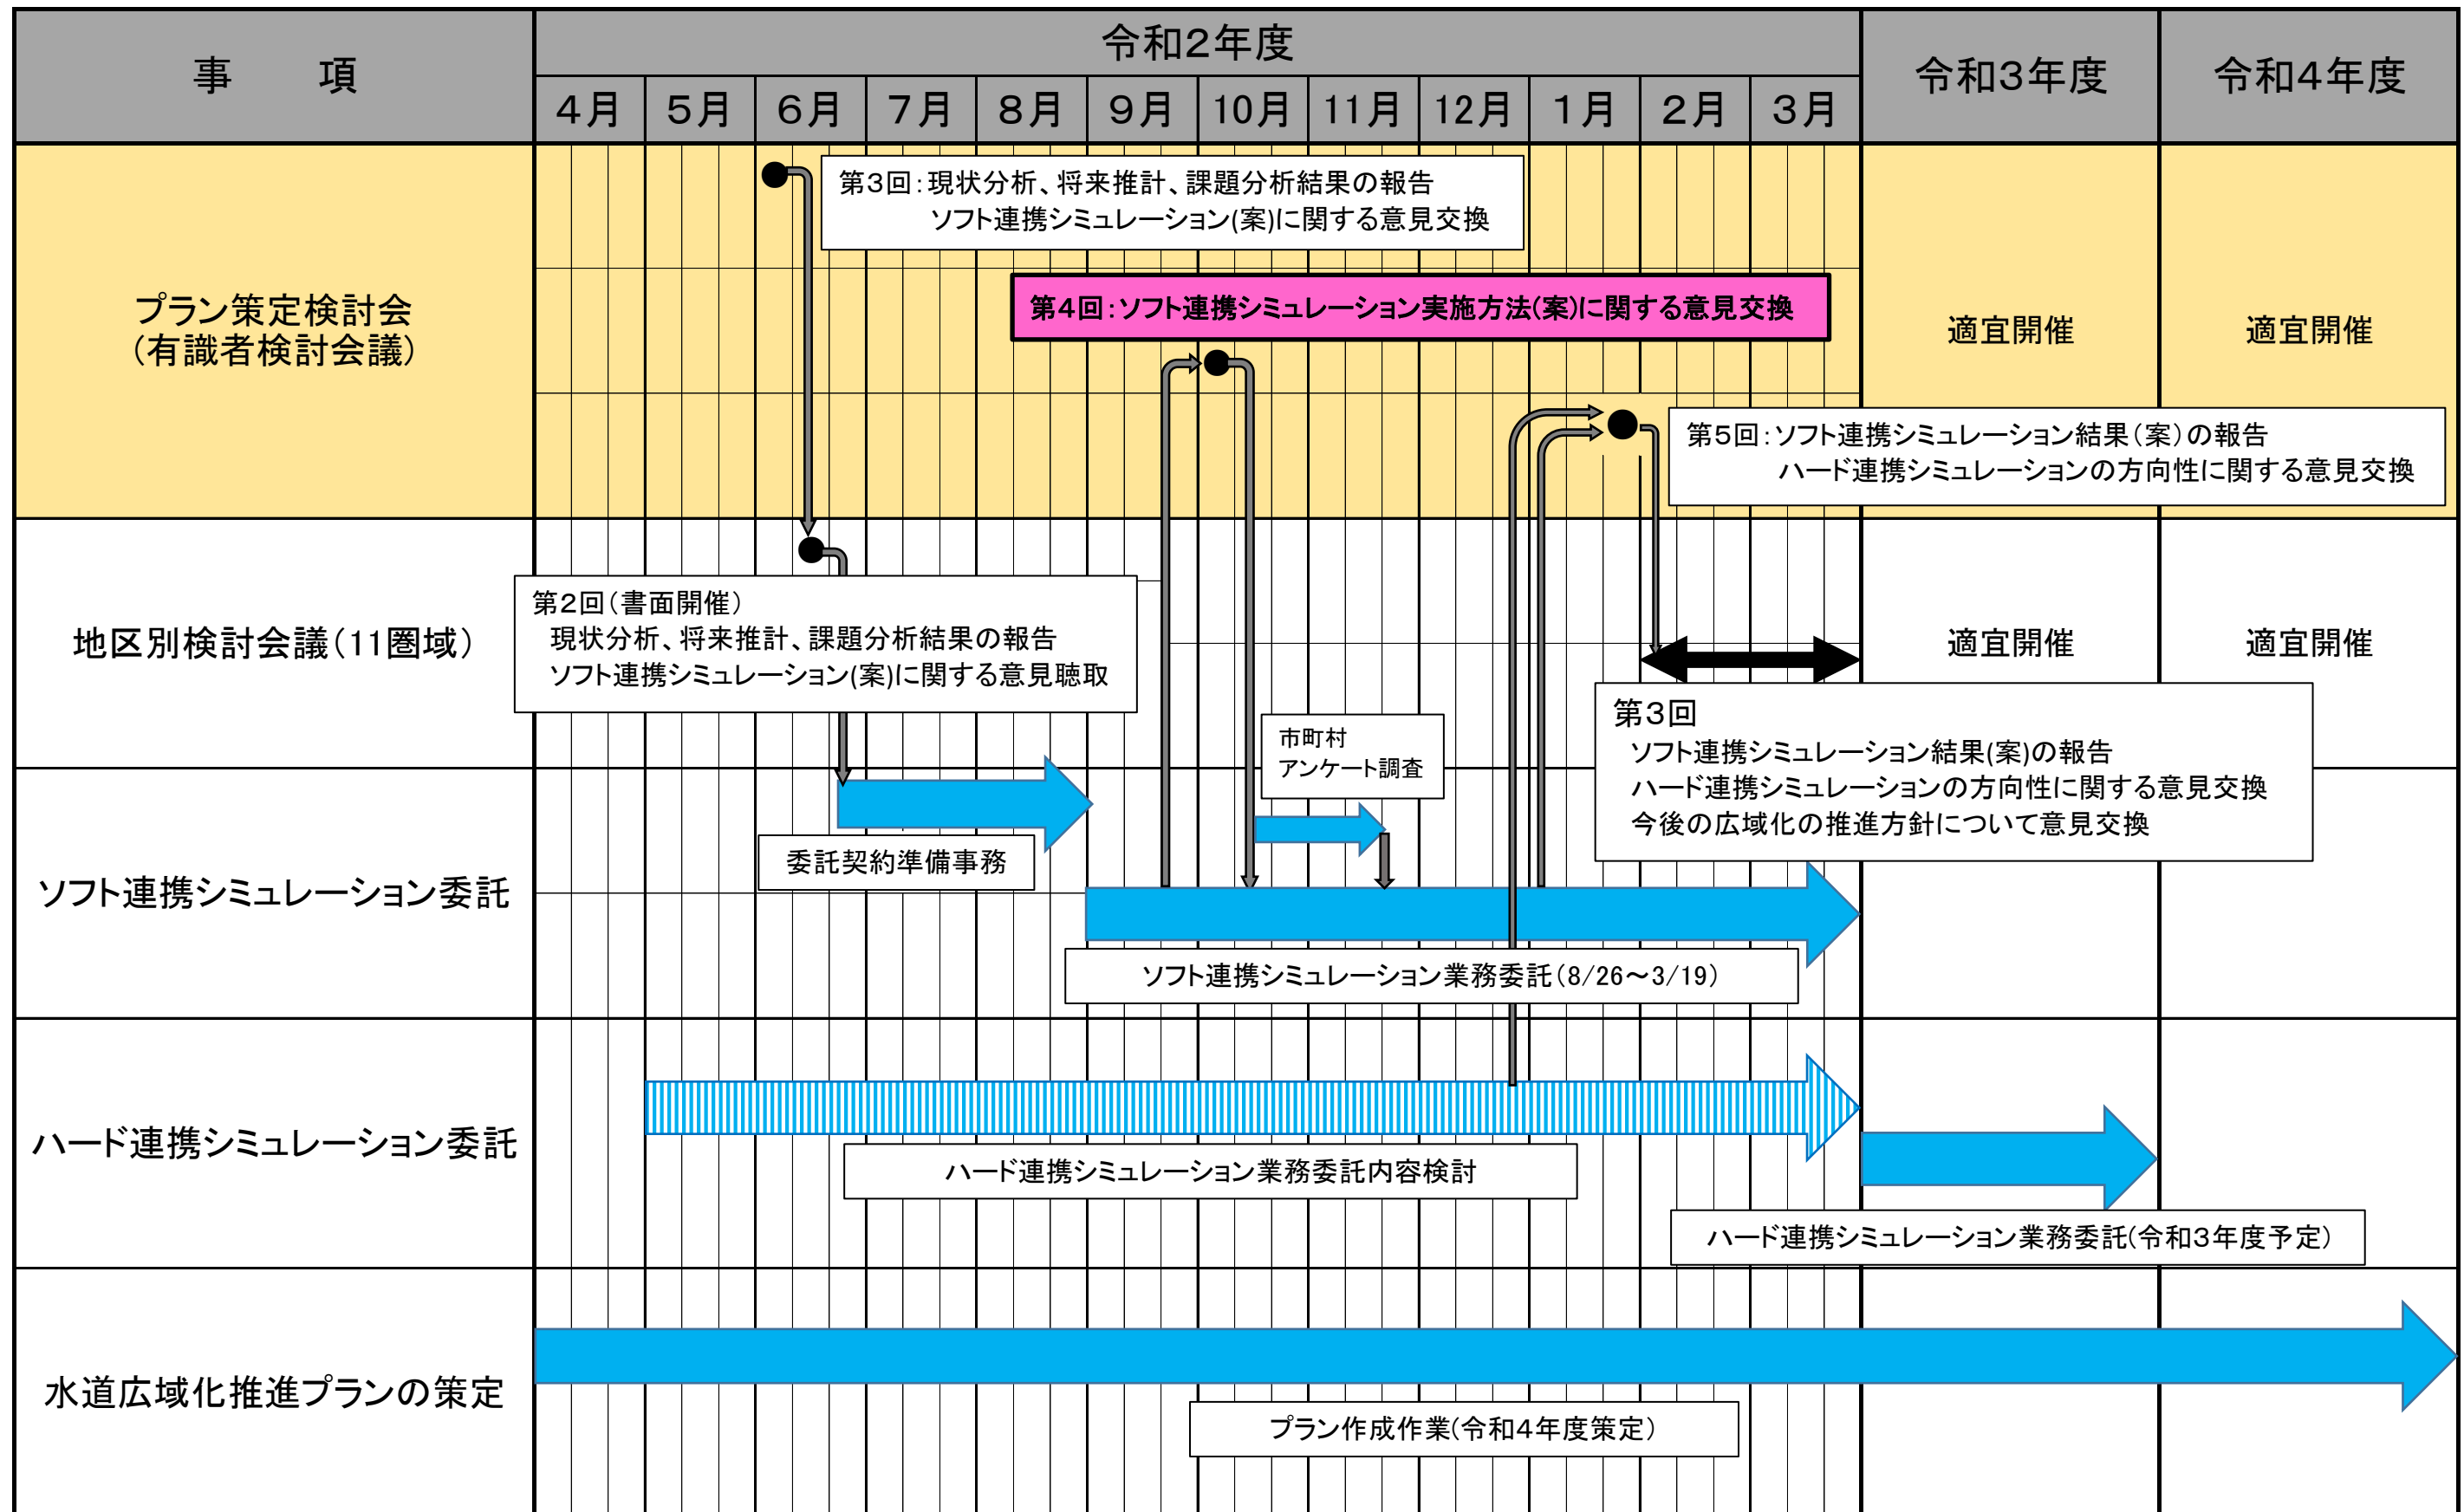 事　　項
令和２年度
令和３年度
令和４年度
４月
５月
６月
７月
８月
９月
10月
11月
12月
１月
２月
３月
プラン策定検討会
(有識者検討会議)
第３回：現状分析、将来推計、課題分析結果の報告
ソフト連携シミュレーション(案)に関する意見交換
第４回：ソフト連携シミュレーション実施方法(案)に関する意見交換
第５回：ソフト連携シミュレーション結果（案）の報告
ハード連携シミュレーションの方向性に関する意見交換
適宜開催
適宜開催
地区別検討会議（11圏域）
第２回（書面開催）
現状分析、将来推計、課題分析結果の報告
ソフト連携シミュレーション(案)に関する意見聴取
第３回
ソフト連携シミュレーション結果(案)の報告
ハード連携シミュレーションの方向性に関する意見交換
今後の広域化の推進方針について意見交換
適宜開催
適宜開催
ソフト連携シミュレーション委託
委託契約準備事務
市町村
アンケート調査
ソフト連携シミュレーション業務委託（8/26～3/19）
ハード連携シミュレーション委託
ハード連携シミュレーション業務委託内容検討
ハード連携シミュレーション業務委託(令和３年度予定）
水道広域化推進プランの策定
プラン作成作業(令和４年度策定）